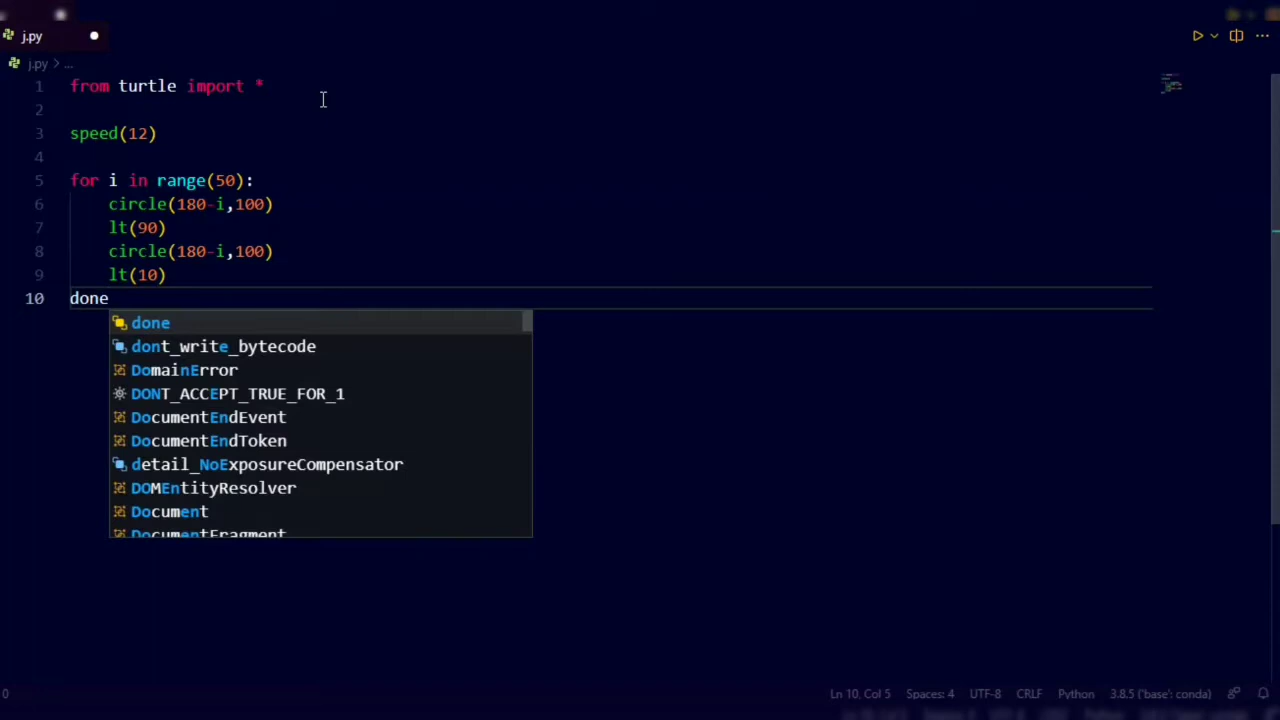 j.py
j.py > ...
1 from turtle import *
2
3 speed(12)
4
5 for i in range(50):
6     circle(180-i,100)
7     lt(90)
8     circle(180-i,100)
9     lt(10)
10 done
done
dont_write_bytecode
DomainError
DONT_ACCEPT_TRUE_FOR_1
DocumentEndEvent
DocumentEndToken
detail_NoExposureCompensator
DOMEntityResolver
Document
DocumentFragment
0 Ln 10, Col 5 Spaces: 4 UTF-8 CRLF Python 3.8.5 ('base': conda)